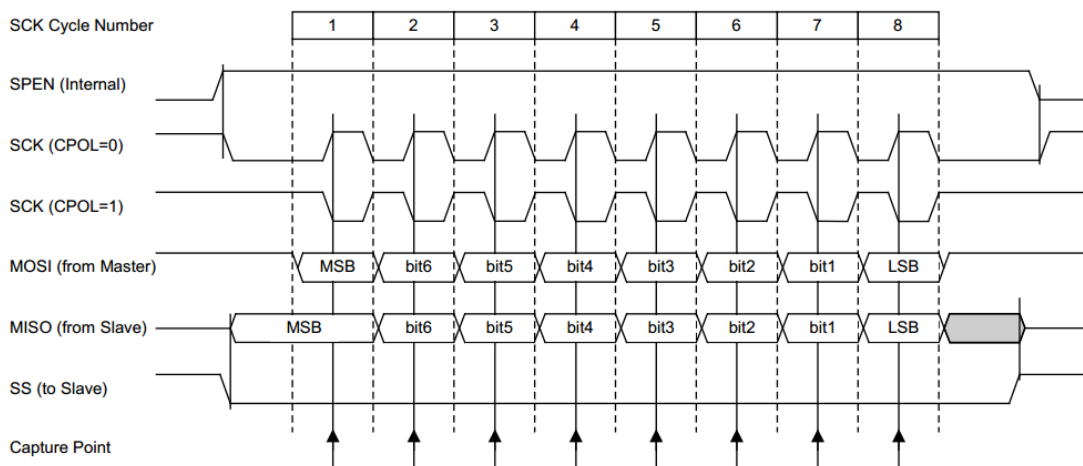 SCK Cycle Number 1 2 3 4 5 6 7 8
SPEN (Internal)
SCK (CPOL=0)
SCK (CPOL=1)
MOSI (from Master) MSB bit6 bit5 bit4 bit3 bit2 bit1 LSB
MISO (from Slave) MSB bit6 bit5 bit4 bit3 bit2 bit1 LSB
SS (to Slave)
Capture Point